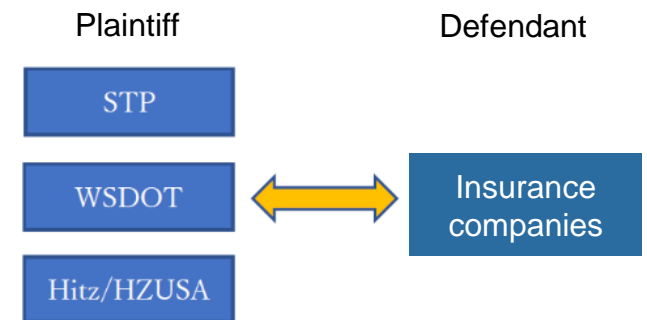 Plaintiff
Defendant
STP
WSDOT
Insurance
companies
Hitz/HZUSA